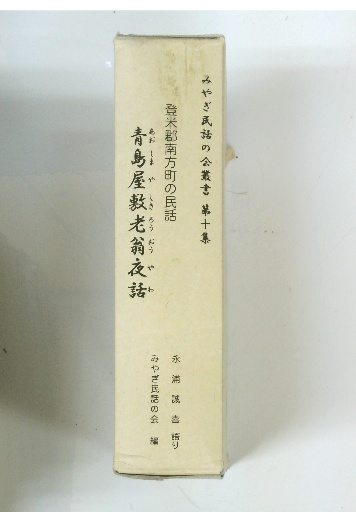 みやぎ民話の会叢書 第十集
登米郡南方町の民話
青島屋敷老翁夜話
あおしまやしきろうおうやわ
永浦誠喜 語り
みやぎ民話の会 編